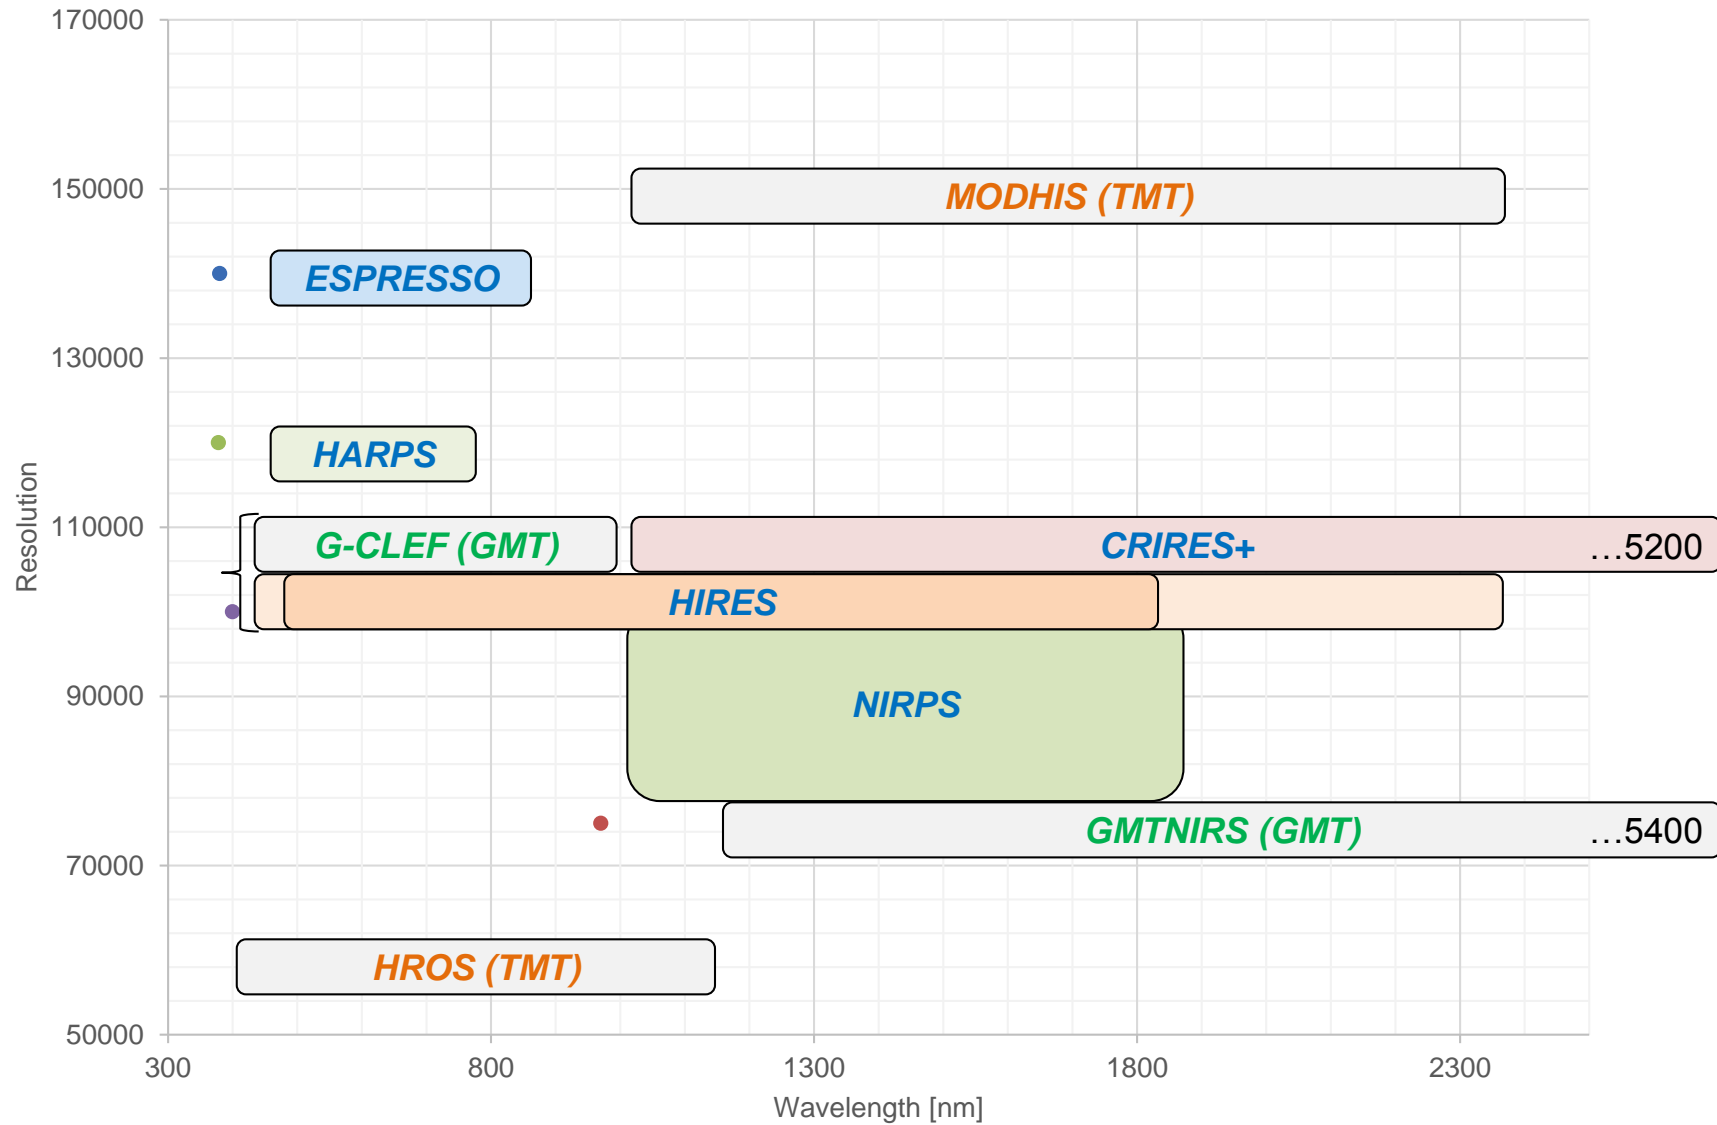 170000
150000
130000
110000
90000
70000
50000
Resolution
MODHIS (TMT)
ESPRESSO
HARPS
G-CLEF (GMT)
CRIRES+ …5200
HIRES
NIRPS
GMTNIRS (GMT) …5400
HROS (TMT)
300 800 1300 1800 2300
Wavelength [nm]